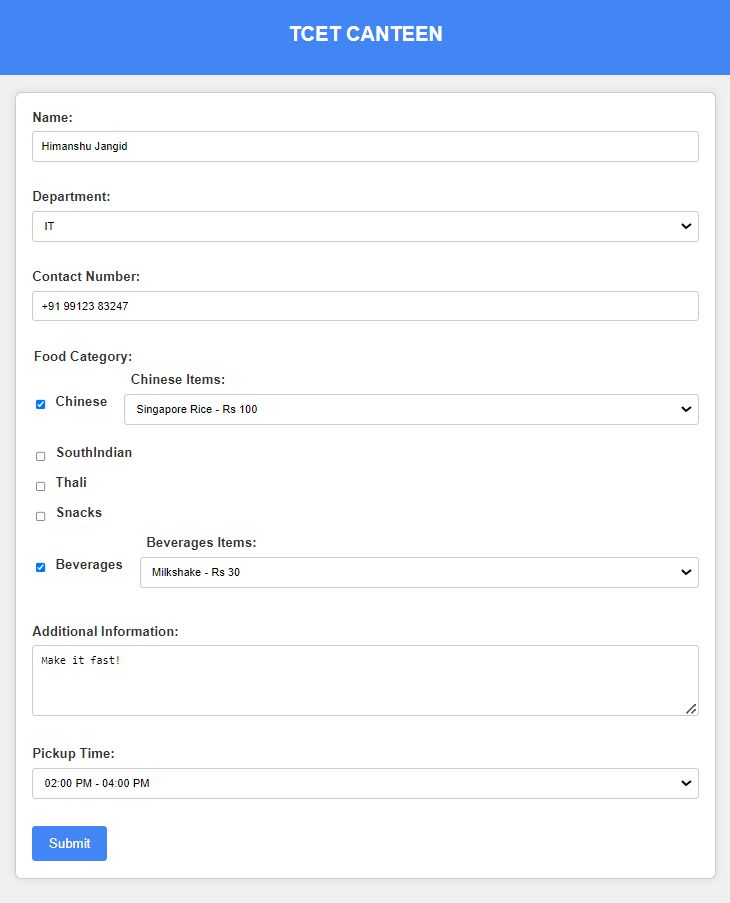 TCET CANTEEN
Name:
Himanshu Jangid
Department:
IT
Contact Number:
+91 99123 83247
Food Category:
Chinese Items:
Chinese
Singapore Rice - Rs 100
SouthIndian
Thali
Snacks
Beverages Items:
Beverages
Milkshake - Rs 30
Additional Information:
Make it fast!
Pickup Time:
02:00 PM - 04:00 PM
Submit